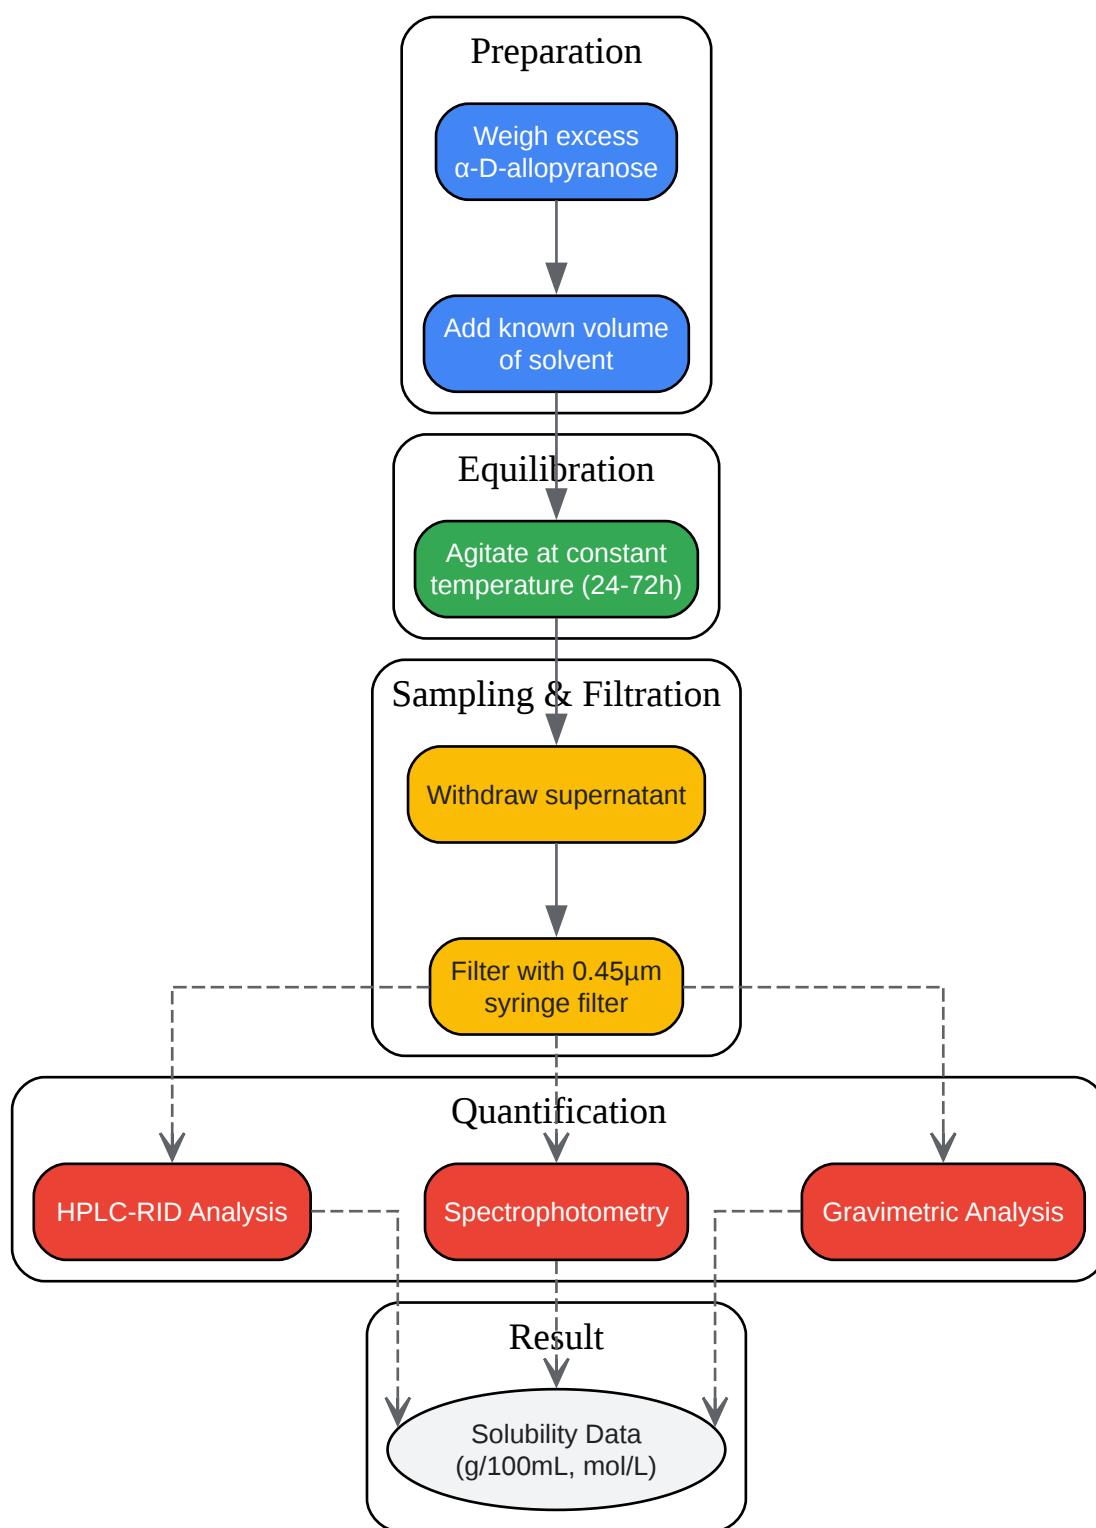 Preparation
Weigh excess
α-D-allopyranose
Add known volume
of solvent
Equilibration
Agitate at constant
temperature (24-72h)
Sampling & Filtration
Withdraw supernatant
Filter with 0.45µm
syringe filter
Quantification
HPLC-RID Analysis
Spectrophotometry
Gravimetric Analysis
Result
Solubility Data
(g/100mL, mol/L)